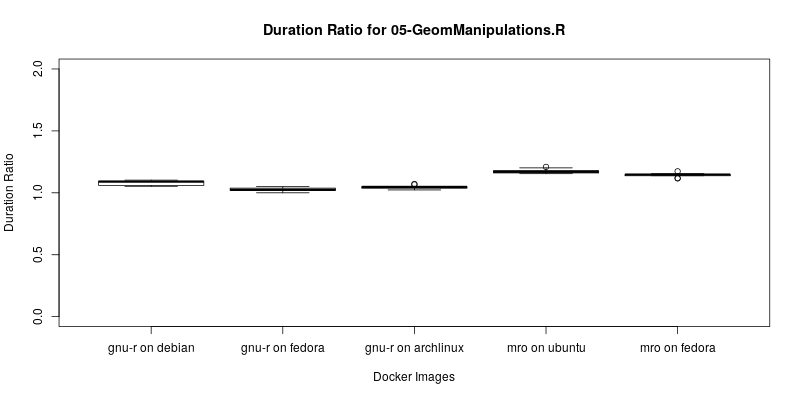 Duration Ratio for 05-GeomManipulations.R
Duration Ratio
2.0
1.5
1.0
0.5
0.0
gnu-r on debian
gnu-r on fedora
gnu-r on archlinux
mro on ubuntu
mro on fedora
Docker Images